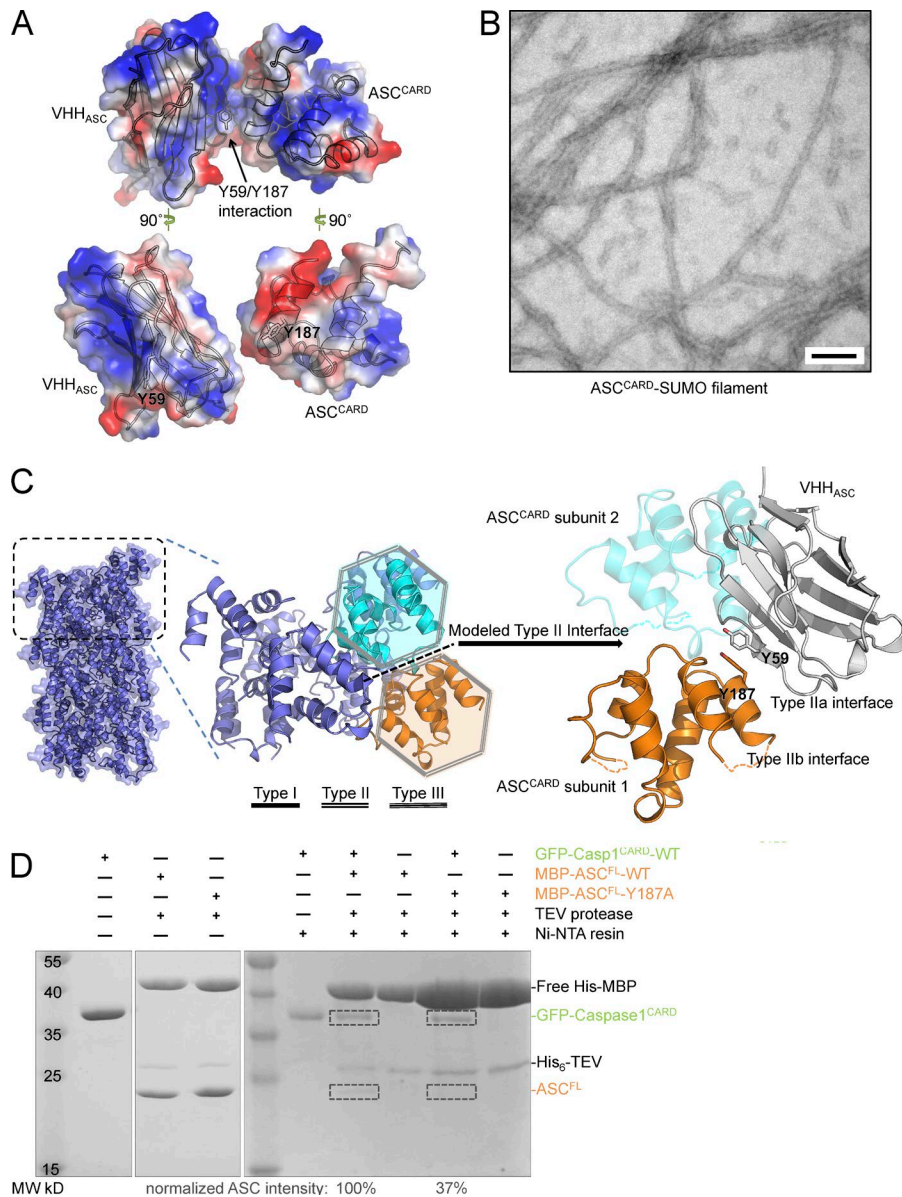 A
VHH_ASC
ASC^CARD
Y59/Y187
interaction
90° 90°
Y187
VHH_ASC
Y59
ASC^CARD
B
ASC^CARD-SUMO filament
C
VHH_ASC
ASC^CARD subunit 2
Modeled Type II Interface
Y59
Y187
Type IIa interface
Type IIb interface
ASC^CARD subunit 1
Type I Type II Type III
D
+ — — + + — + — GFP-Casp1^CARD-WT
— + — — + + — — MBP-ASC^FL-WT
— — + — — — + + MBP-ASC^FL-Y187A
— + + — + + + + TEV protease
— — — + + + + + Ni-NTA resin
55
40
35
25
15
-Free His-MBP
-GFP-Caspase1^CARD
-His₆-TEV
-ASC^FL
MW kD normalized ASC intensity: 100% 37%